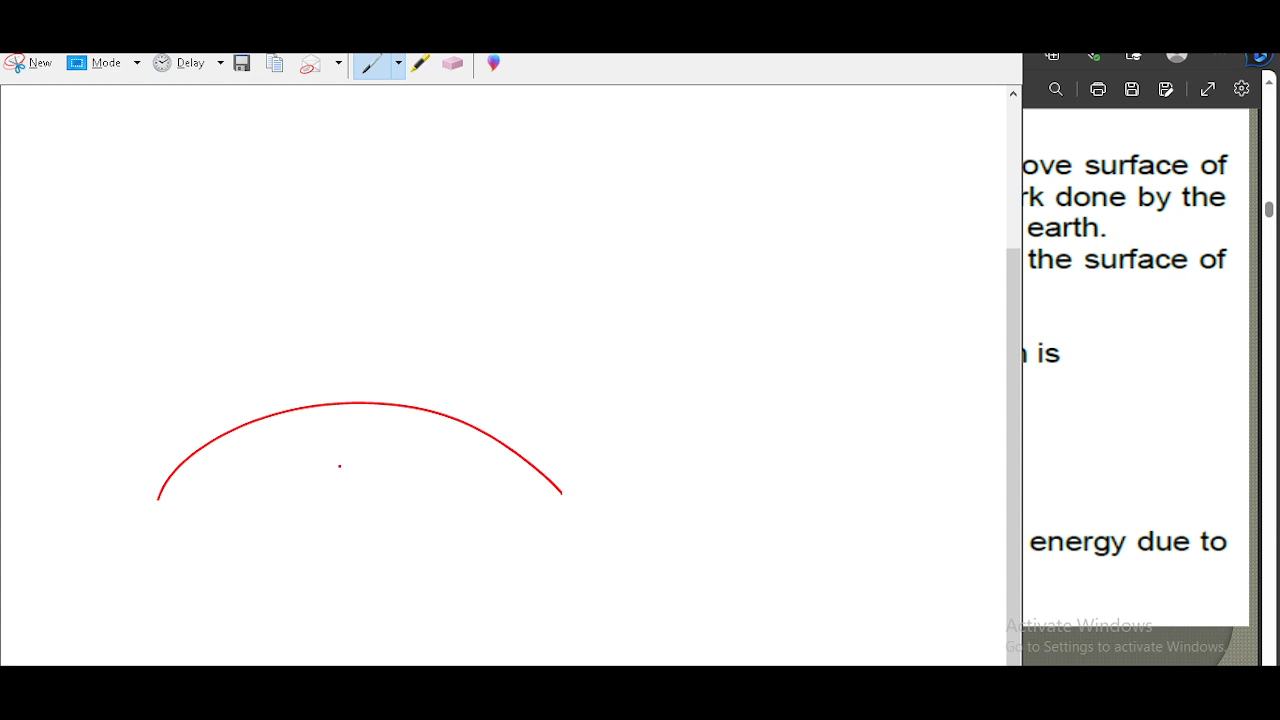 New Mode Delay
ove surface of
rk done by the
earth.
the surface of
is
energy due to
Activate Windows
Go to Settings to activate Windows.